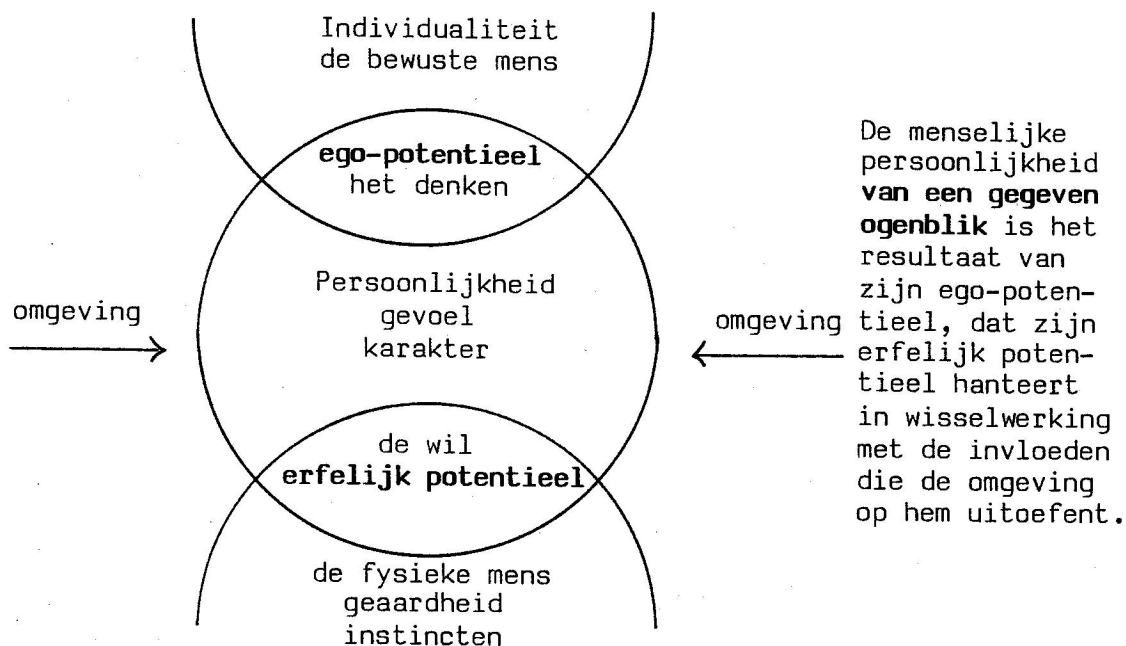 Individualiteit
de bewuste mens
ego-potentieel
het denken
Persoonlijkheid
gevoel
karakter
omgeving
omgeving
de wil
erfelijk potentieel
de fysieke mens
geaardheid
instincten
De menselijke
persoonlijkheid
van een gegeven
ogenblik is het
resultaat van
zijn ego-poten-
tieel, dat zijn
erfelijk poten-
tieel hanteert
in wisselwerking
met de invloeden
die de omgeving
op hem uitoefent.